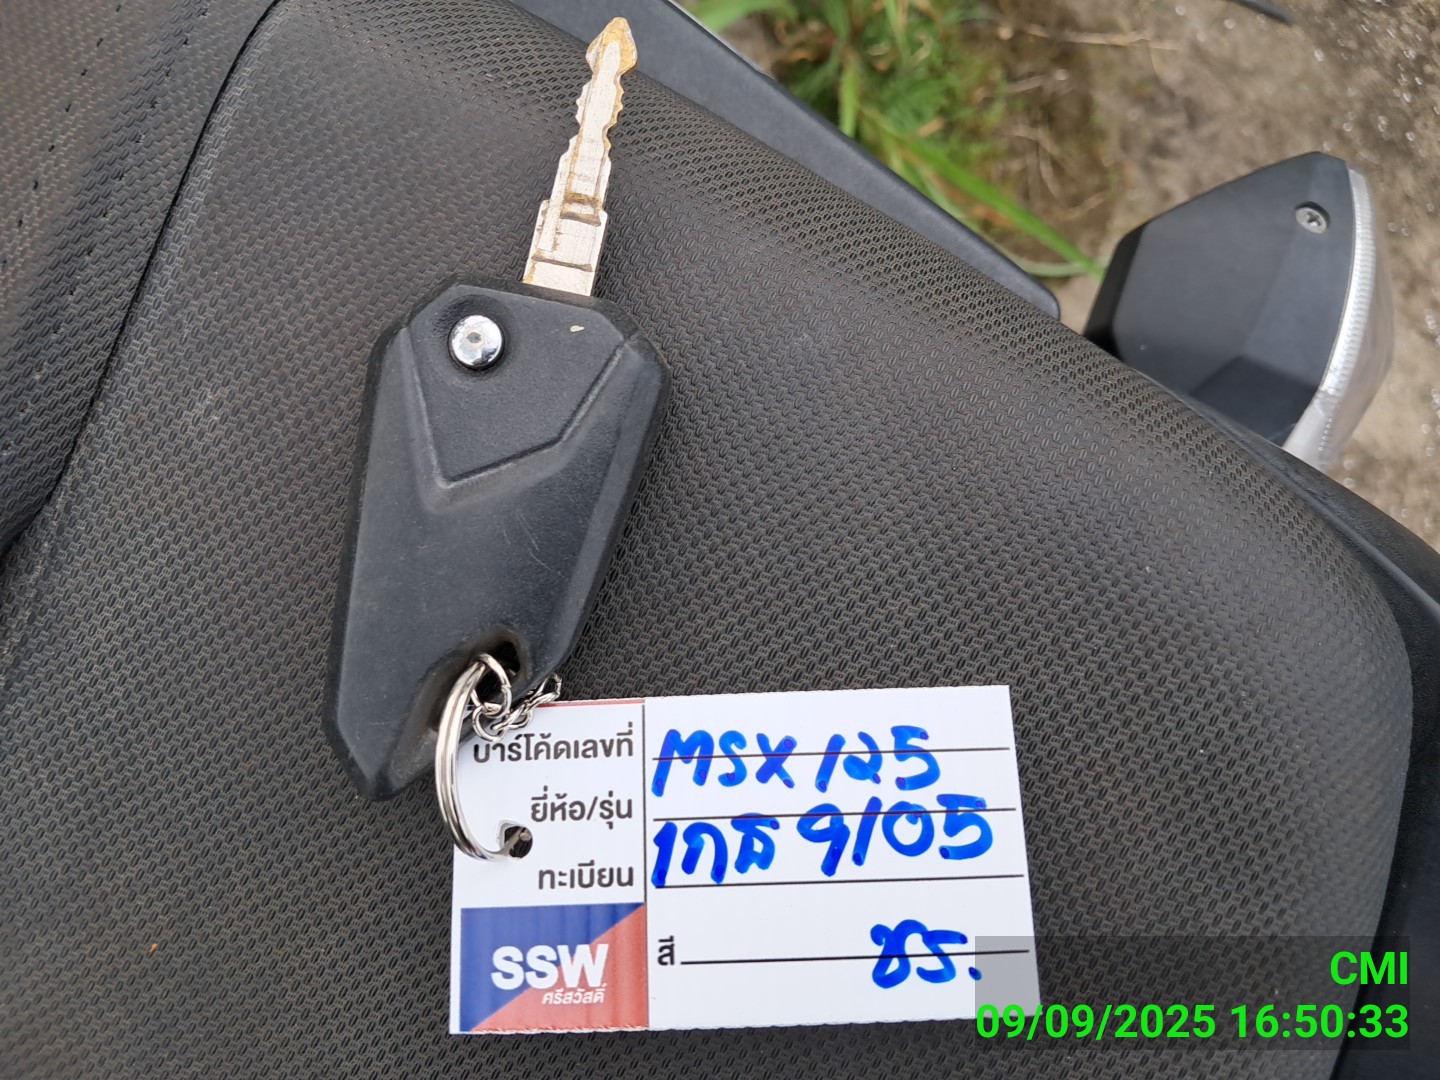 บาร์โค้ดเลขที่ MSX 125
ยี่ห้อ/รุ่น 1กธ 9105
ทะเบียน
สี ชร.
SSW
ศรีสวัสดิ์
CMI
09/09/2025 16:50:33